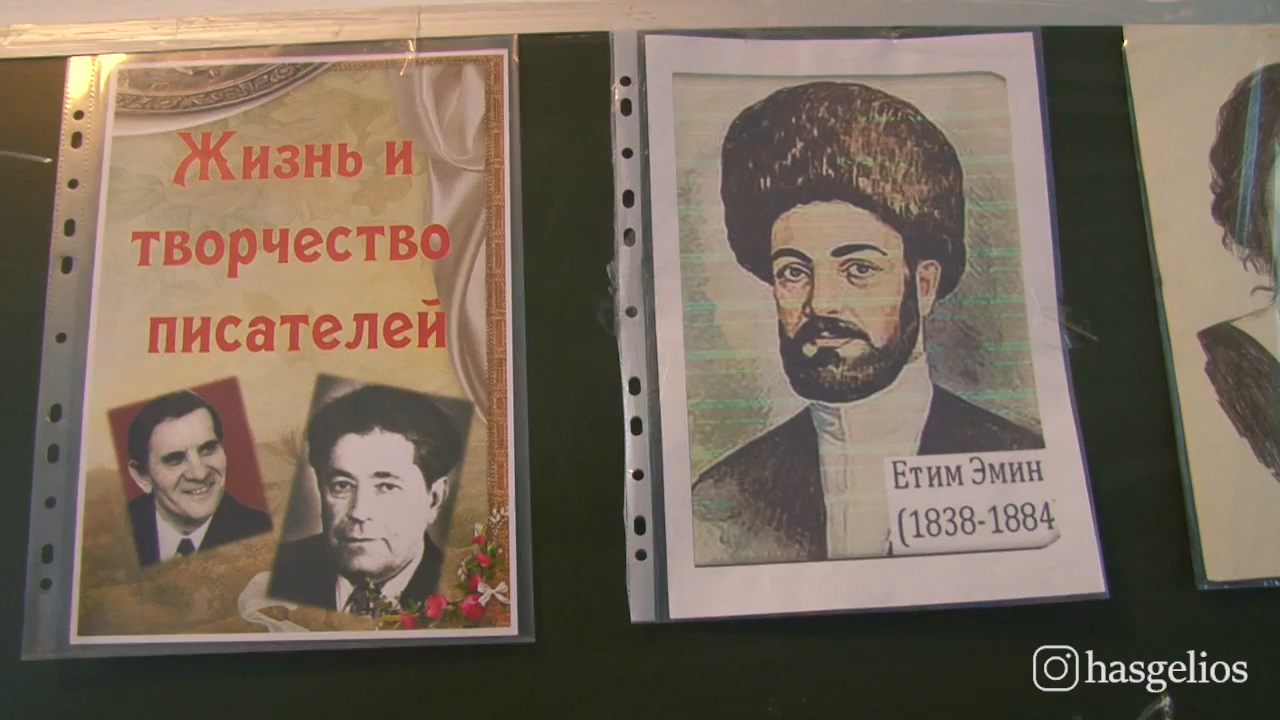 Жизнь и
творчество
писателей
Етим Эмин
(1838-1884
hasgelios